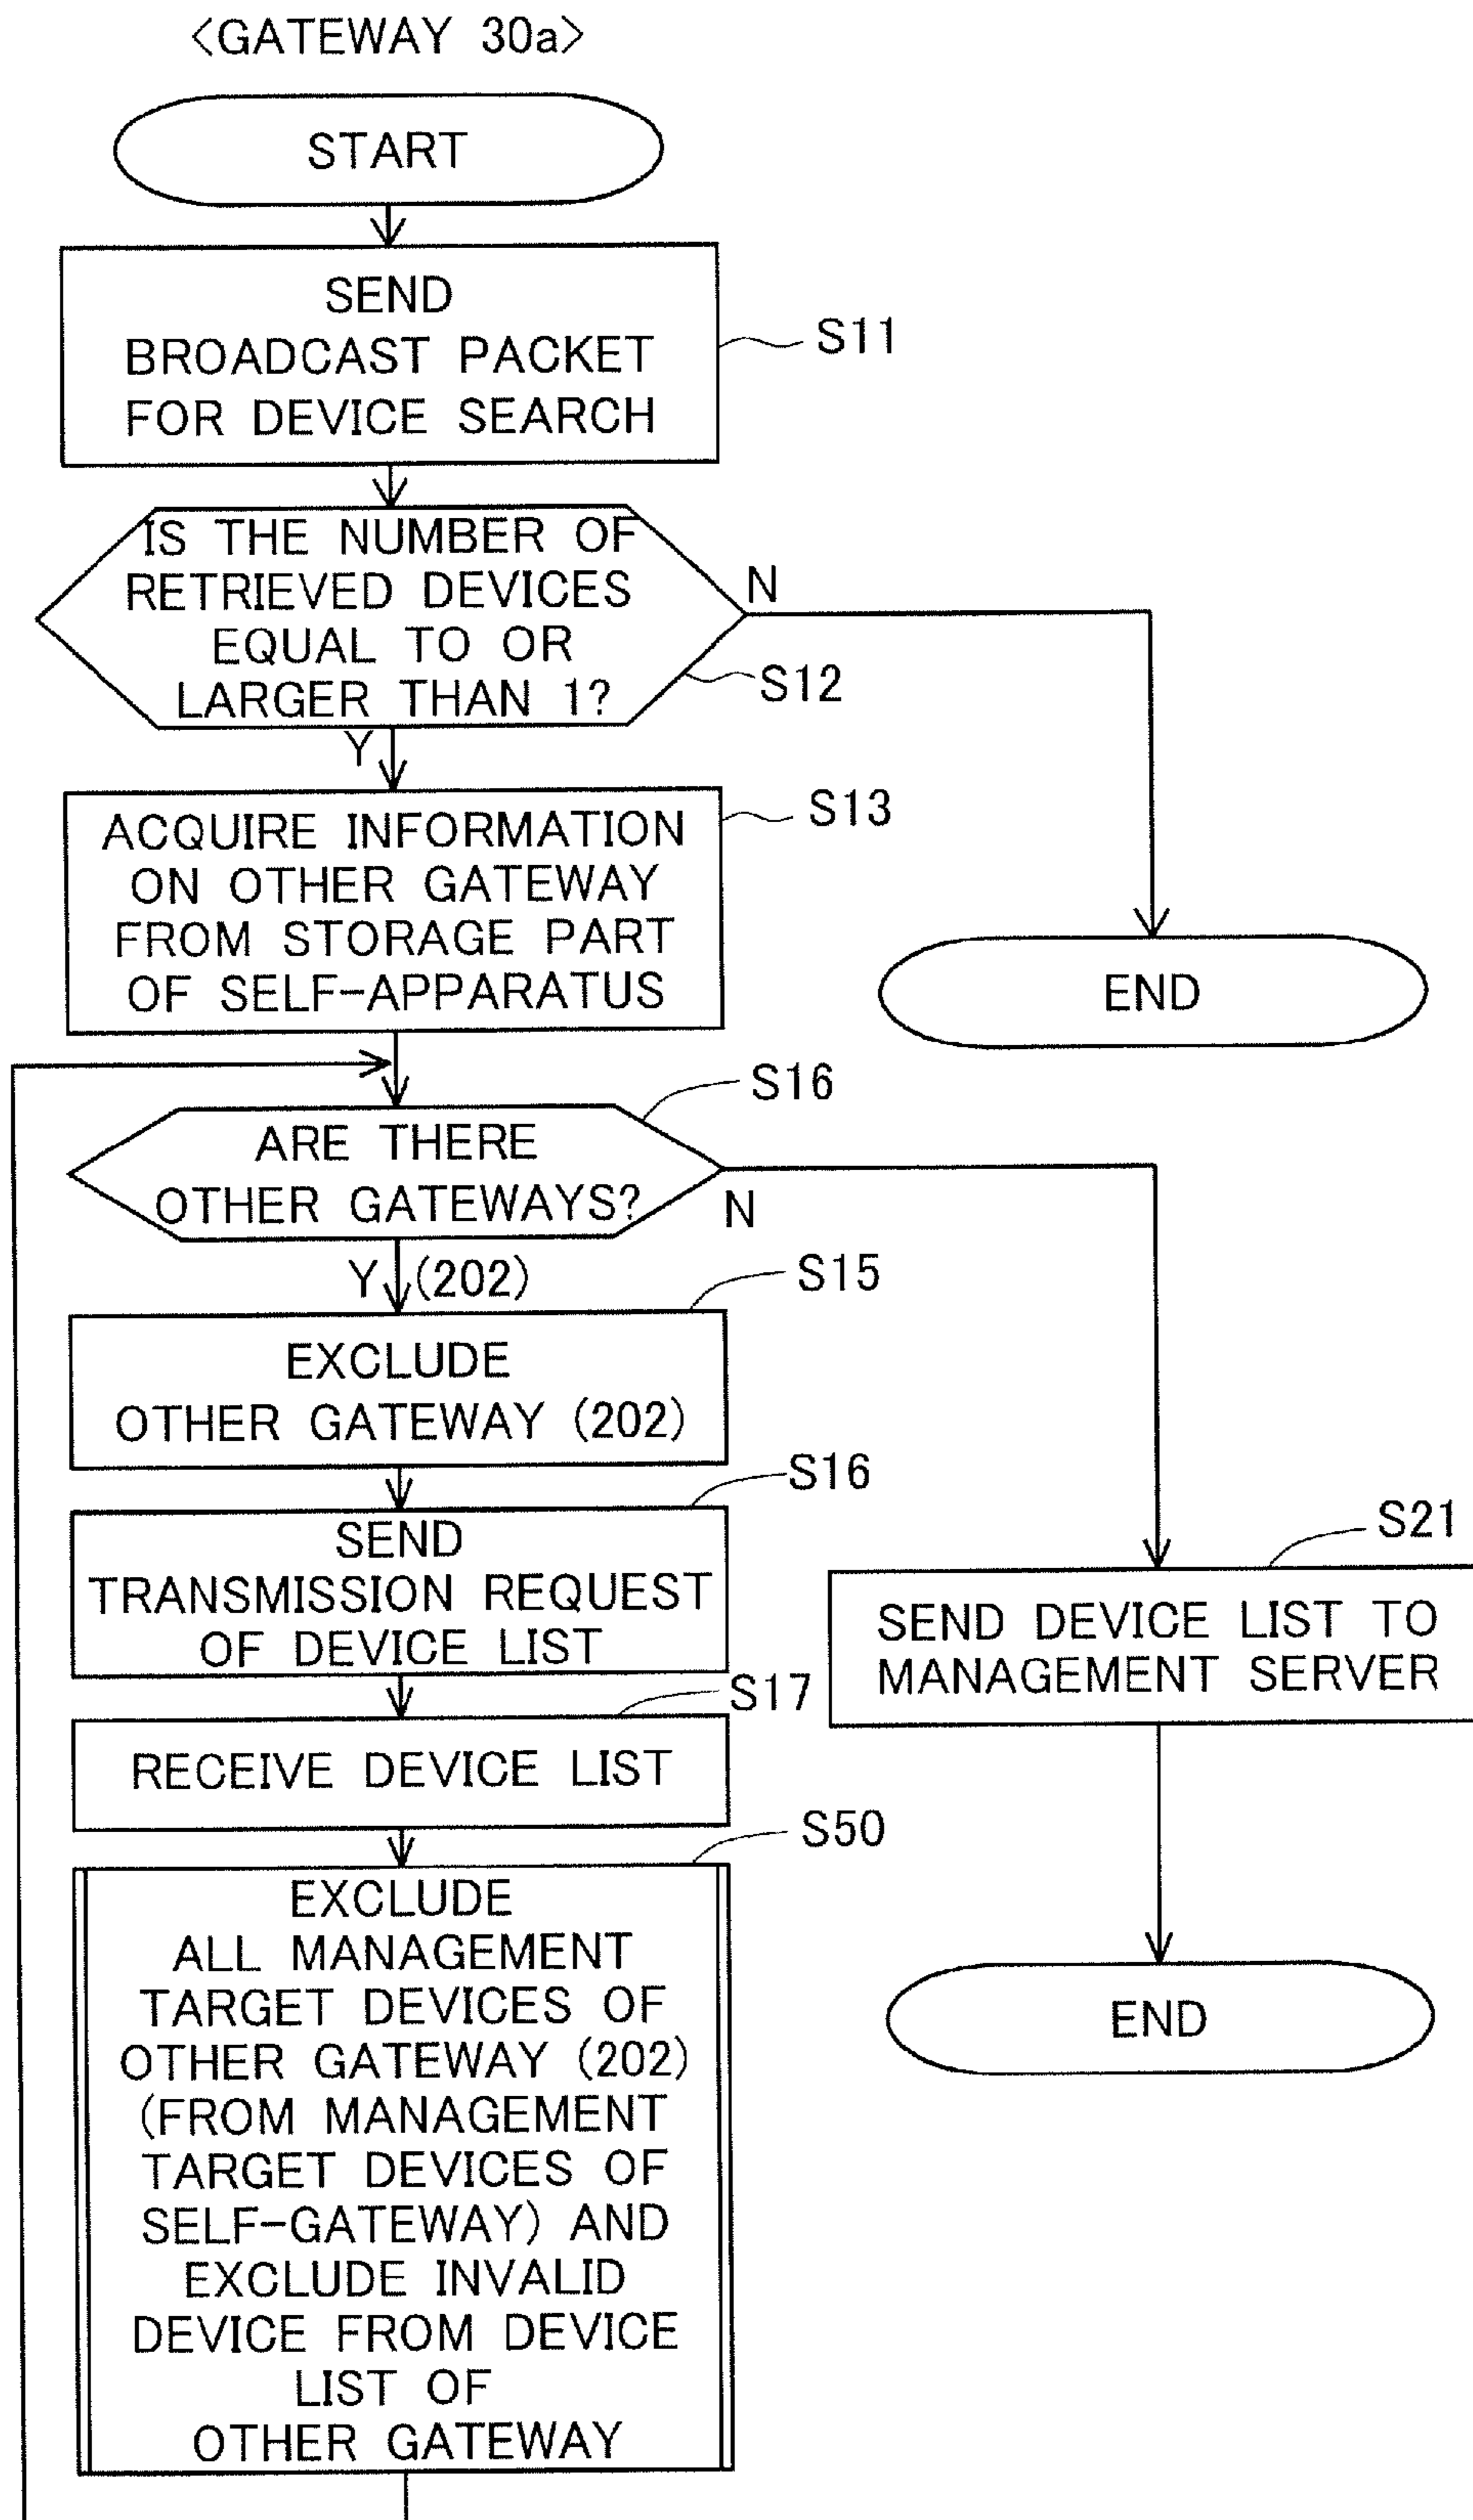 <GATEWAY 30a>
START
SEND
BROADCAST PACKET
FOR DEVICE SEARCH
S11
IS THE NUMBER OF
RETRIEVED DEVICES
EQUAL TO OR
LARGER THAN 1?
N
S12
Y
ACQUIRE INFORMATION
ON OTHER GATEWAY
FROM STORAGE PART
OF SELF-APPARATUS
S13
END
S16
ARE THERE
OTHER GATEWAYS?
N
Y (202)
S15
EXCLUDE
OTHER GATEWAY (202)
S16
SEND
TRANSMISSION REQUEST
OF DEVICE LIST
S21
SEND DEVICE LIST TO
MANAGEMENT SERVER
S17
RECEIVE DEVICE LIST
S50
EXCLUDE
ALL MANAGEMENT
TARGET DEVICES OF
OTHER GATEWAY (202)
(FROM MANAGEMENT
TARGET DEVICES OF
SELF-GATEWAY) AND
EXCLUDE INVALID
DEVICE FROM DEVICE
LIST OF
OTHER GATEWAY
END